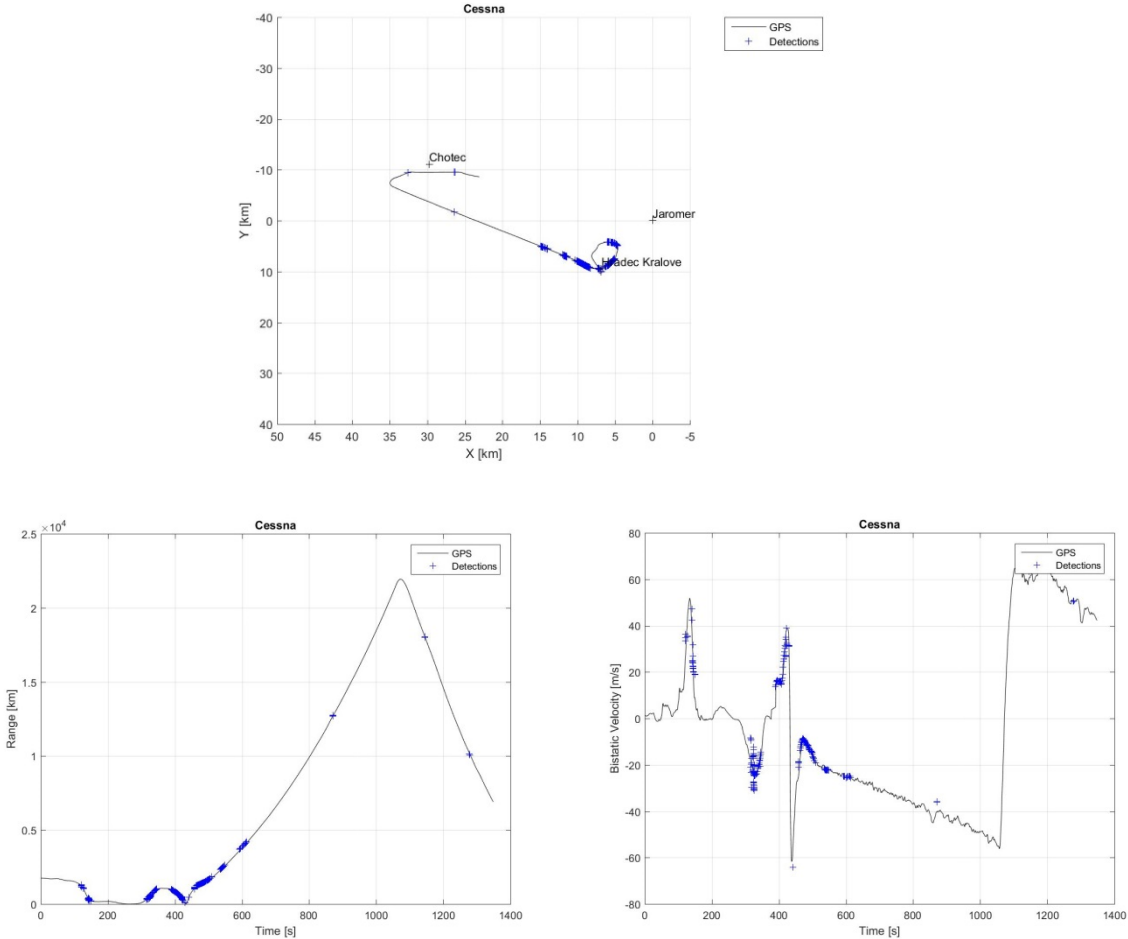 Cessna
GPS
Detections
-40
-30
-20
-10
0
10
20
30
40
Y [km]
Chotec
Jaromer
Hradec Kralove
50 45 40 35 30 25 20 15 10 5 0 -5
X [km]
Cessna
×10⁴
2.5
2
1.5
1
0.5
0
Range [km]
GPS
Detections
0 200 400 600 800 1000 1200 1400
Time [s]
Cessna
80
60
40
20
0
-20
-40
-60
-80
Bistatic Velocity [m/s]
GPS
Detections
0 200 400 600 800 1000 1200 1400
Time [s]